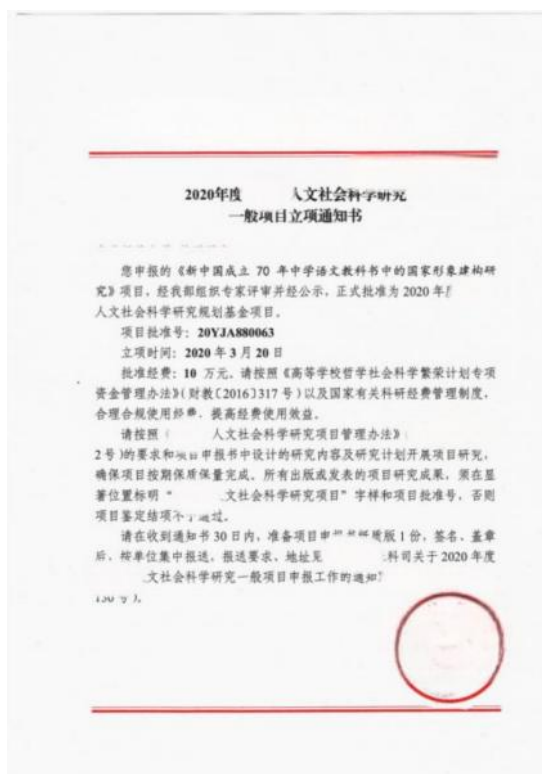 2020年度 人文社会科学研究
一般项目立项通知书
您申报的《新中国成立 70 年中学语文教科书中的国家形象建构研
究》项目，经我部组织专家评审并经公示，正式批准为 2020 年
人文社会科学研究规划基金项目。
项目批准号：20YJA880063
立项时间：2020 年 3 月 20 日
批准经费：10 万元。请按照《高等学校哲学社会科学繁荣计划专项
资金管理办法》（财教〔2016〕317 号）以及国家有关科研经费管理制度，
合理合规使用经费，提高经费使用效益。
请按照（ 人文社会科学研究项目管理办法》
2号）的要求和项目申报书中设计的研究内容及研究计划开展项目研究，
确保项目按期保质保量完成。所有出版或发表的项目研究成果，须在显
著位置标明“ 文社会科学研究项目”字样和项目批准号，否则
项目鉴定结项不予通过。
请在收到通知书 30 日内，准备项目申 纸质版 1 份，签名、盖章
后，按单位集中报送，报送要求、地址见 科司关于 2020 年度
文社会科学研究一般项目申报工作的通知
号）。